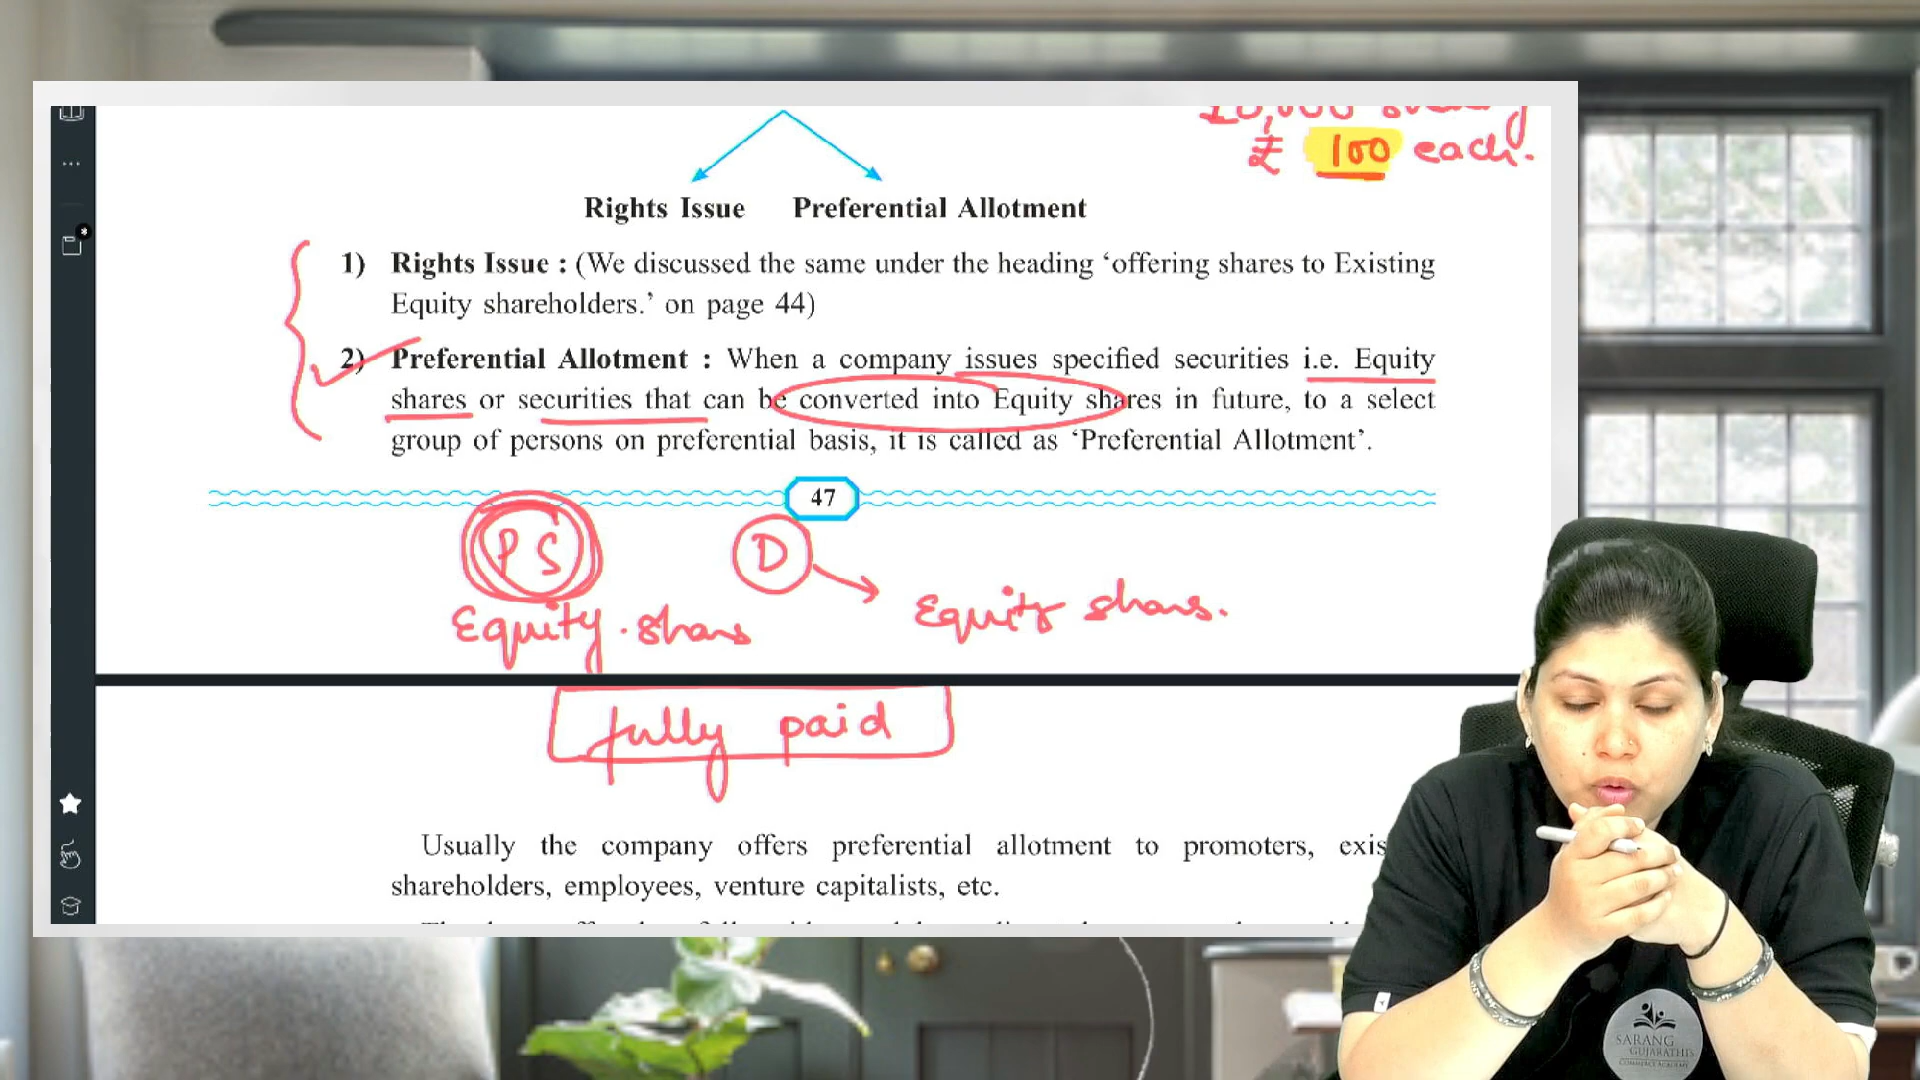 ₹ 100 each.
Rights Issue Preferential Allotment
1) Rights Issue : (We discussed the same under the heading ‘offering shares to Existing
Equity shareholders.’ on page 44)
2) Preferential Allotment : When a company issues specified securities i.e. Equity
shares or securities that can be converted into Equity shares in future, to a select
group of persons on preferential basis, it is called as ‘Preferential Allotment’.
47
PS D
Equity shares Equity shares.
fully paid
Usually the company offers preferential allotment to promoters,
shareholders, employees, venture capitalists, etc.
SARANG
GUJARATHI'S
COMMERCE ACADEMY